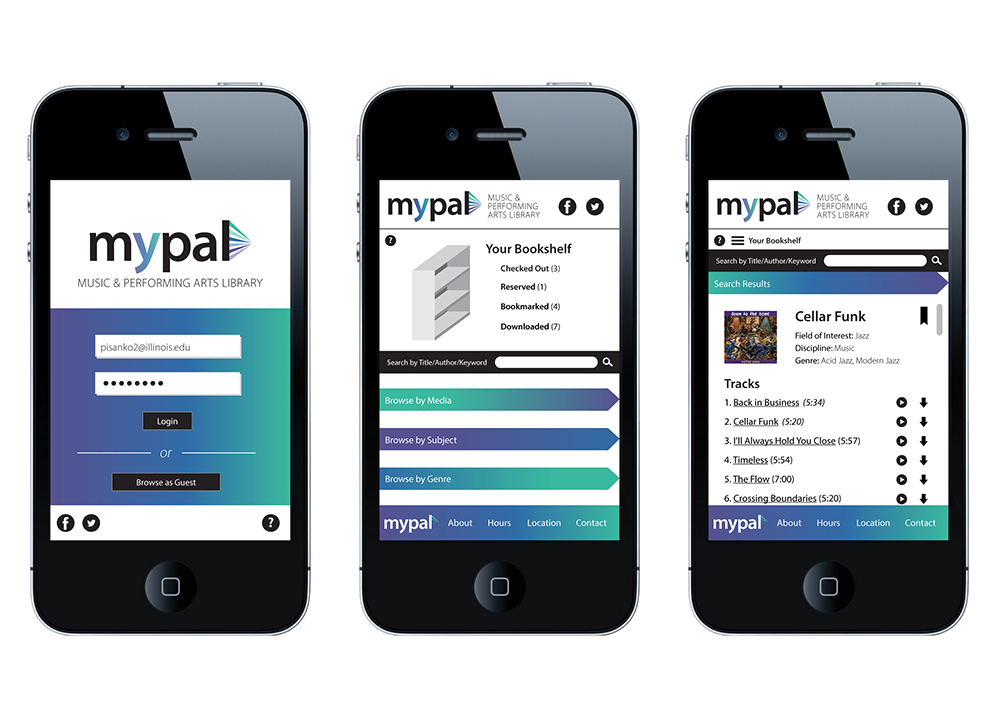 mypal
MUSIC & PERFORMING ARTS LIBRARY
pisanko2@illinois.edu
Login
or
Browse as Guest
f
?
mypal
MUSIC &
PERFORMING
ARTS LIBRARY
f
?
Your Bookshelf
Checked Out (3)
Reserved (1)
Bookmarked (4)
Downloaded (7)
Search by Title/Author/Keyword
Browse by Media
Browse by Subject
Browse by Genre
mypal About Hours Location Contact
mypal
MUSIC &
PERFORMING
ARTS LIBRARY
f
? Your Bookshelf
Search by Title/Author/Keyword
Search Results
Cellar Funk
Field of Interest: Jazz
Discipline: Music
Genre: Acid Jazz, Modern Jazz
Tracks
1. Back in Business (5:34)
2. Cellar Funk (5:20)
3. I'll Always Hold You Close (5:57)
4. Timeless (5:54)
5. The Flow (7:00)
6. Crossing Boundaries (5:20)
mypal About Hours Location Contact